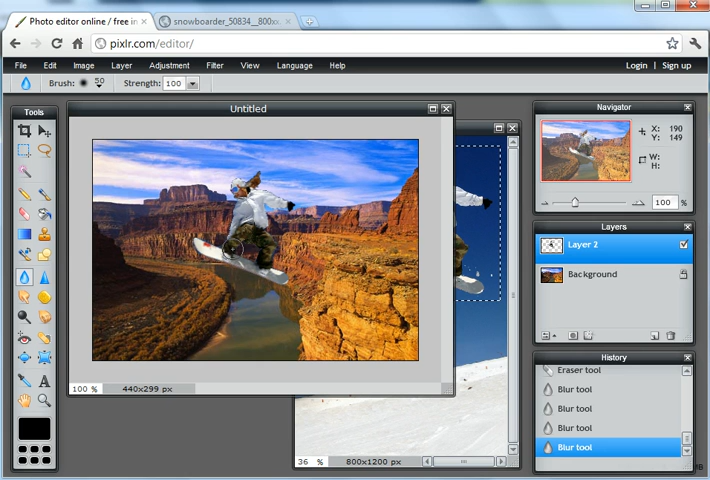 Photo editor online / free in
snowboarder_50834__800xx
pixlr.com/editor/
File Edit Image Layer Adjustment Filter View Language Help Login | Sign up
Brush: 50 Strength: 100
Tools
Untitled
100 % 440x299 px
36 % 800x1200 px
Navigator
X: 190
Y: 149
W:
H:
100 %
Layers
Layer 2
Background
History
Eraser tool
Blur tool
Blur tool
Blur tool
Blur tool